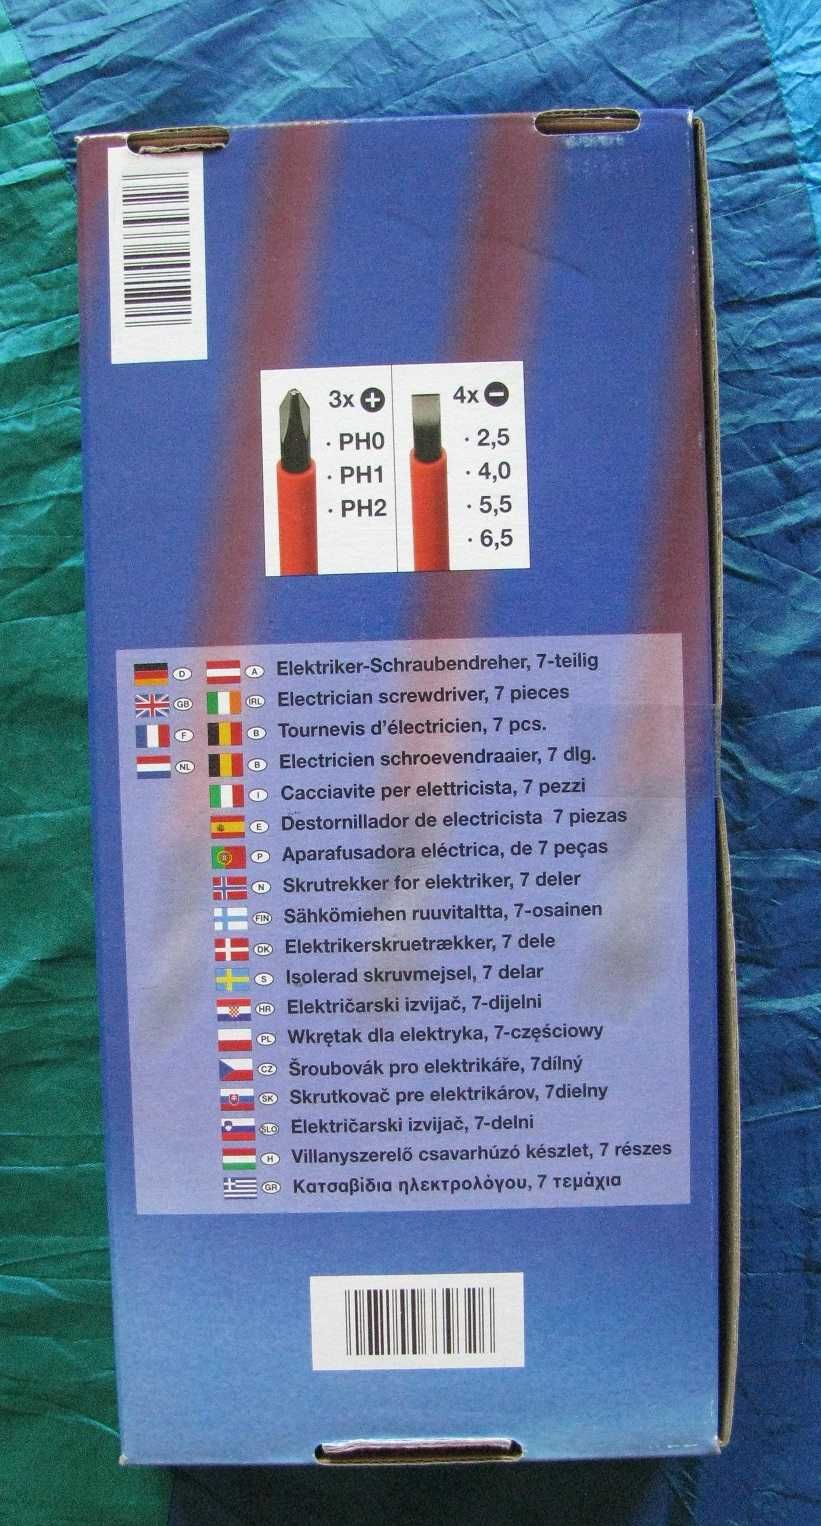 3x
· PH0
· PH1
· PH2
4x
· 2,5
· 4,0
· 5,5
· 6,5
D A Elektriker-Schraubendreher, 7-teilig
GB IRL Electrician screwdriver, 7 pieces
F B Tournevis d'électricien, 7 pcs.
NL B Electricien schroevendraaier, 7 dlg.
I Cacciavite per elettricista, 7 pezzi
E Destornillador de electricista 7 piezas
P Aparafusadora eléctrica, de 7 peças
N Skrutrekker for elektriker, 7 deler
FIN Sähkömiehen ruuvitaltta, 7-osainen
DK Elektrikerskruetrækker, 7 dele
S Isolerad skruvmejsel, 7 delar
HR Električarski izvijač, 7-dijelni
PL Wkrętak dla elektryka, 7-częściowy
CZ Šroubovák pro elektrikáře, 7dílný
SK Skrutkovač pre elektrikárov, 7dielny
SLO Električarski izvijač, 7-delni
H Villanyszerelő csavarhúzó készlet, 7 részes
GR Κατσαβίδια ηλεκτρολόγου, 7 τεμάχια